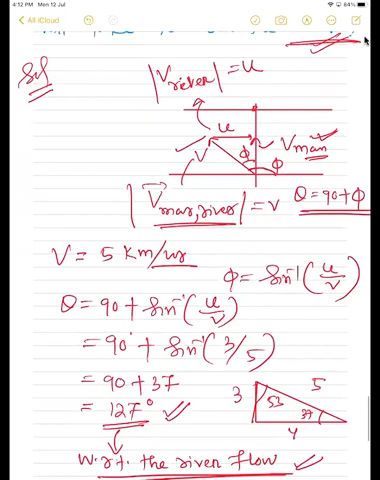 4:12 PM Mon 12 Jul
84%
All iCloud
Sol
|V river| = u
u
V
ϕ
ϕ
V man
|V man,river| = v
θ = 90 + ϕ
V = 5 Km/hr
ϕ = sin⁻¹(u/v)
θ = 90 + sin⁻¹(u/v)
= 90° + sin⁻¹(3/5)
= 90 + 37
= 127°
3
5
53
37
4
w.r.t. the river flow